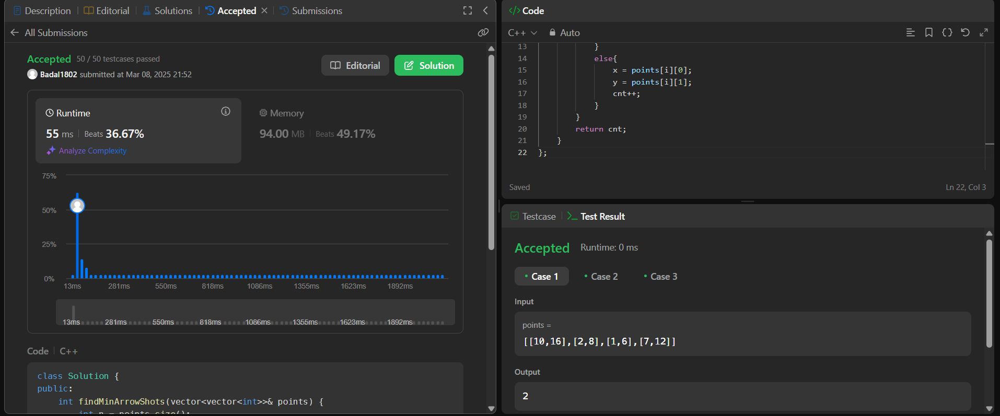 Description
Editorial
Solutions
Accepted
Submissions
All Submissions
Accepted 50 / 50 testcases passed
Badal1802 submitted at Mar 08, 2025 21:52
Editorial
Solution
Runtime
55 ms Beats 36.67%
Analyze Complexity
Memory
94.00 MB Beats 49.17%
75%
50%
25%
0%
13ms 281ms 550ms 818ms 1086ms 1355ms 1623ms 1892ms
13ms 281ms 550ms 818ms 1086ms 1355ms 1623ms 1892ms
Code C++
class Solution {
public:
int findMinArrowShots(vector<vector<int>>& points) {
int n = points.size();
</> Code
C++ Auto
13 }
14 else{
15 x = points[i][0];
16 y = points[i][1];
17 cnt++;
18 }
19 }
20 return cnt;
21 }
22 };
Saved
Ln 22, Col 3
Testcase
Test Result
Accepted Runtime: 0 ms
Case 1
Case 2
Case 3
Input
points =
[[10,16],[2,8],[1,6],[7,12]]
Output
2